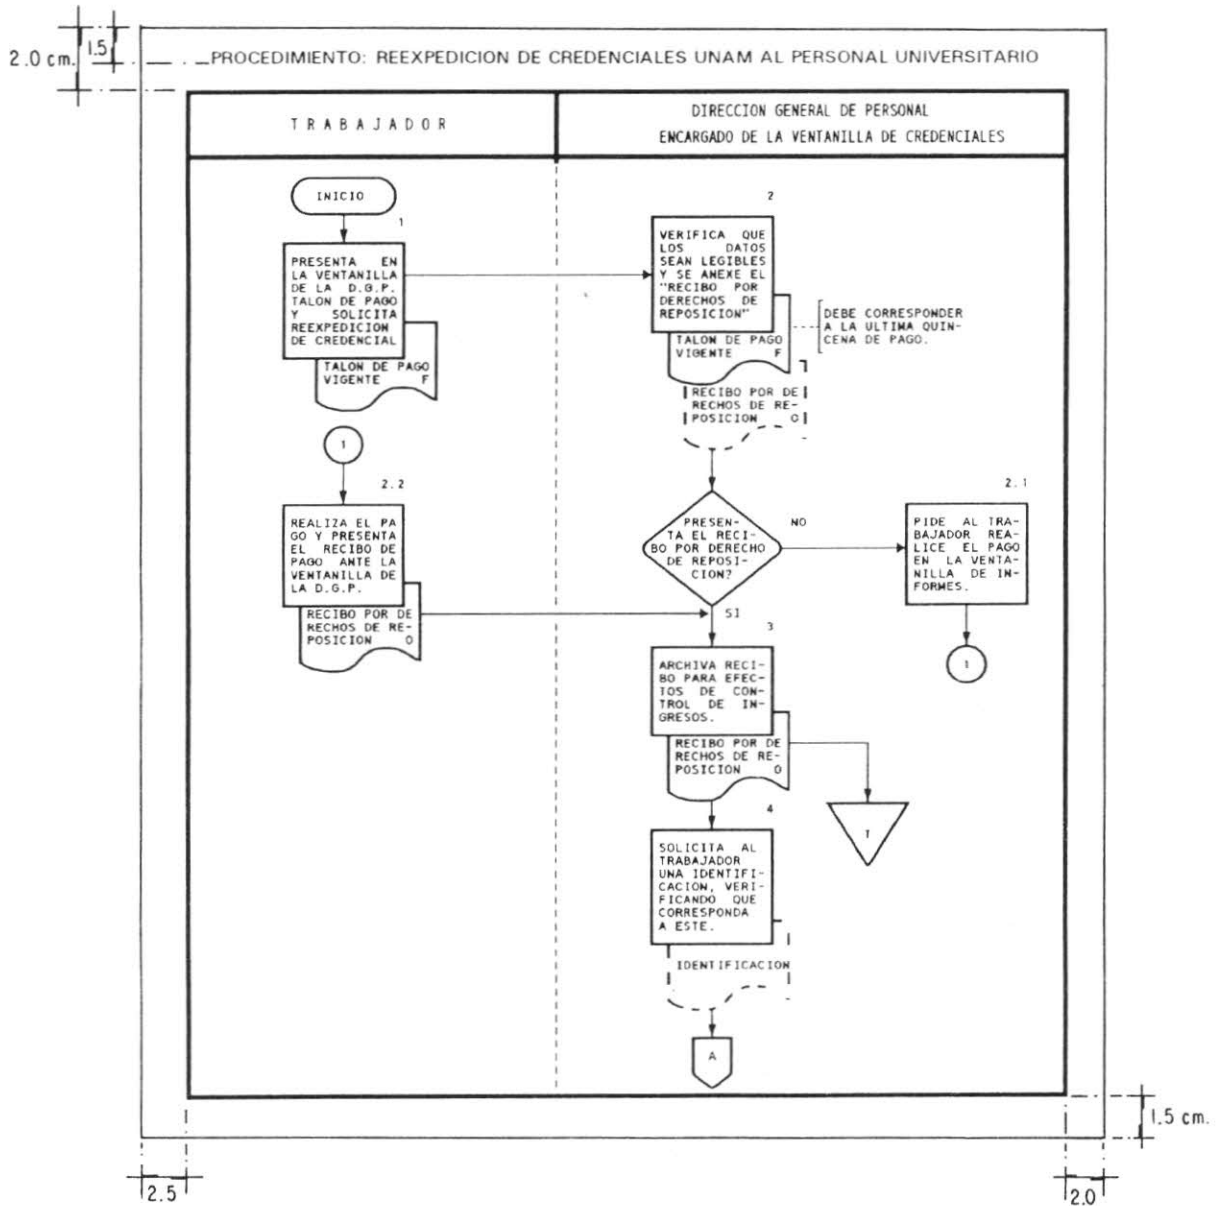 2.0 cm.
1.5
PROCEDIMIENTO: REEXPEDICION DE CREDENCIALES UNAM AL PERSONAL UNIVERSITARIO
TRABAJADOR
DIRECCION GENERAL DE PERSONAL
ENCARGADO DE LA VENTANILLA DE CREDENCIALES
INICIO
1
PRESENTA EN
LA VENTANILLA
DE LA D.G.P.
TALON DE PAGO
Y SOLICITA
REEXPEDICION
DE CREDENCIAL
TALON DE PAGO
VIGENTE F
2
VERIFICA QUE
LOS DATOS
SEAN LEGIBLES
Y SE ANEXE EL
"RECIBO POR
DERECHOS DE
REPOSICION"
TALON DE PAGO
VIGENTE F
DEBE CORRESPONDER
A LA ULTIMA QUIN-
CENA DE PAGO.
RECIBO POR DE
RECHOS DE RE-
POSICION O
1
2.2
REALIZA EL PA
GO Y PRESENTA
EL RECIBO DE
PAGO ANTE LA
VENTANILLA DE
LA D.G.P.
RECIBO POR DE
RECHOS DE RE-
POSICION O
PRESEN-
TA EL RECI-
BO POR DERECHO
DE REPOSI-
CION?
NO
SI
2.1
PIDE AL TRA-
BAJADOR REA-
LICE EL PAGO
EN LA VENTA-
NILLA DE IN-
FORMES.
1
3
ARCHIVA RECI-
BO PARA EFEC-
TOS DE CON-
TROL DE IN-
GRESOS.
RECIBO POR DE
RECHOS DE RE-
POSICION O
T
4
SOLICITA AL
TRABAJADOR
UNA IDENTIFI-
CACION, VERI-
FICANDO QUE
CORRESPONDA
A ESTE.
IDENTIFICACION
A
1.5 cm.
2.5
2.0